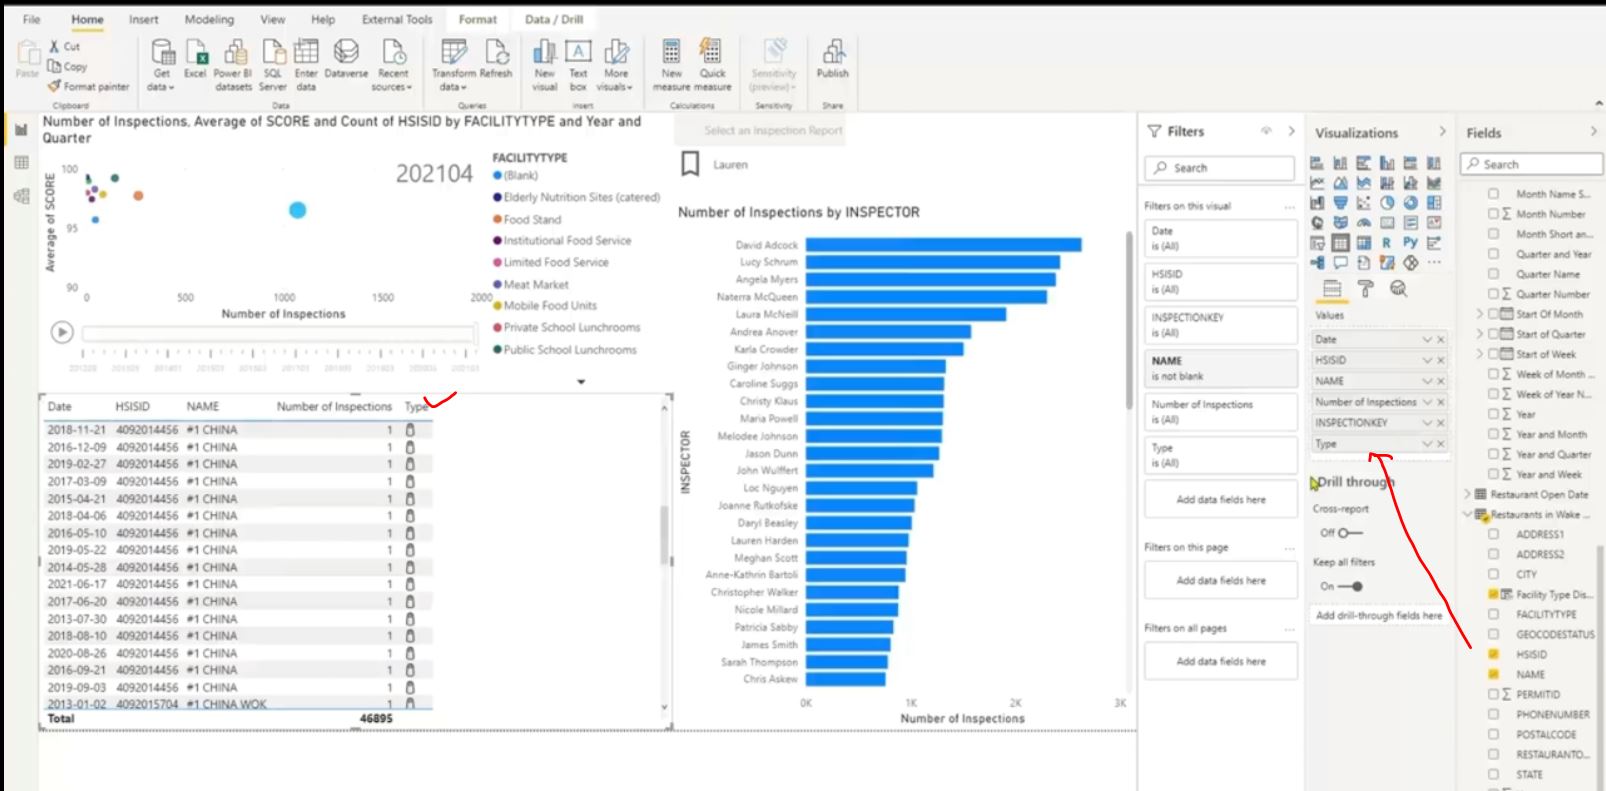 File Home Insert Modeling View Help External Tools Format Data / Drill
Cut
Copy
Paste
Format painter
Get data
Excel
Power BI datasets
SQL Server
Enter data
Dataverse
Recent sources
Transform data
Refresh
New visual
Text box
More visuals
New measure
Quick measure
Sensitivity (preview)
Publish
Clipboard Data Queries Insert Calculations Sensitivity Share
Number of Inspections, Average of SCORE and Count of HSISID by FACILITYTYPE and Year and
Quarter
202104
Average of SCORE
100
95
90
0 500 1000 1500 2000
Number of Inspections
FACILITYTYPE
(Blank)
Elderly Nutrition Sites (catered)
Food Stand
Institutional Food Service
Limited Food Service
Meat Market
Mobile Food Units
Private School Lunchrooms
Public School Lunchrooms
Date HSISID NAME Number of Inspections Type
2018-11-21 4092014456 #1 CHINA 1
2016-12-09 4092014456 #1 CHINA 1
2019-02-27 4092014456 #1 CHINA 1
2017-03-09 4092014456 #1 CHINA 1
2015-04-21 4092014456 #1 CHINA 1
2018-04-06 4092014456 #1 CHINA 1
2016-05-10 4092014456 #1 CHINA 1
2019-05-22 4092014456 #1 CHINA 1
2014-05-28 4092014456 #1 CHINA 1
2021-06-17 4092014456 #1 CHINA 1
2017-06-20 4092014456 #1 CHINA 1
2013-07-30 4092014456 #1 CHINA 1
2018-08-10 4092014456 #1 CHINA 1
2020-08-26 4092014456 #1 CHINA 1
2016-09-21 4092014456 #1 CHINA 1
2019-09-03 4092014456 #1 CHINA 1
2013-01-02 4092015704 #1 CHINA WOK 1
Total 46895
Select an Inspection Report
Lauren
Number of Inspections by INSPECTOR
INSPECTOR
David Adcock
Lucy Schrum
Angela Myers
Naterra McQueen
Laura McNeill
Andrea Anover
Karla Crowder
Ginger Johnson
Caroline Suggs
Christy Klaus
Maria Powell
Melodee Johnson
Jason Dunn
John Wulffert
Loc Nguyen
Joanne Rutkofske
Daryl Beasley
Lauren Harden
Meghan Scott
Anne-Kathrin Bartoli
Christopher Walker
Nicole Millard
Patricia Sabby
James Smith
Sarah Thompson
Chris Askew
0K 1K 2K 3K
Number of Inspections
Filters
Search
Filters on this visual ...
Date
is (All)
HSISID
is (All)
INSPECTIONKEY
is (All)
NAME
is not blank
Number of Inspections
is (All)
Type
is (All)
Add data fields here
Filters on this page ...
Add data fields here
Filters on all pages ...
Add data fields here
Visualizations
R Py
...
Values
Date
HSISID
NAME
Number of Inspections
INSPECTIONKEY
Type
Drill through
Cross-report
Off
Keep all filters
On
Add drill-through fields here
Fields
Search
Month Name S...
Month Number
Month Short an...
Quarter and Year
Quarter Name
Quarter Number
Start Of Month
Start of Quarter
Start of Week
Week of Month ...
Week of Year N...
Year
Year and Month
Year and Quarter
Year and Week
Restaurant Open Date
Restaurants in Wake ...
ADDRESS1
ADDRESS2
CITY
Facility Type Dis...
FACILITYTYPE
GEOCODESTATUS
HSISID
NAME
PERMITID
PHONENUMBER
POSTALCODE
RESTAURANTO...
STATE